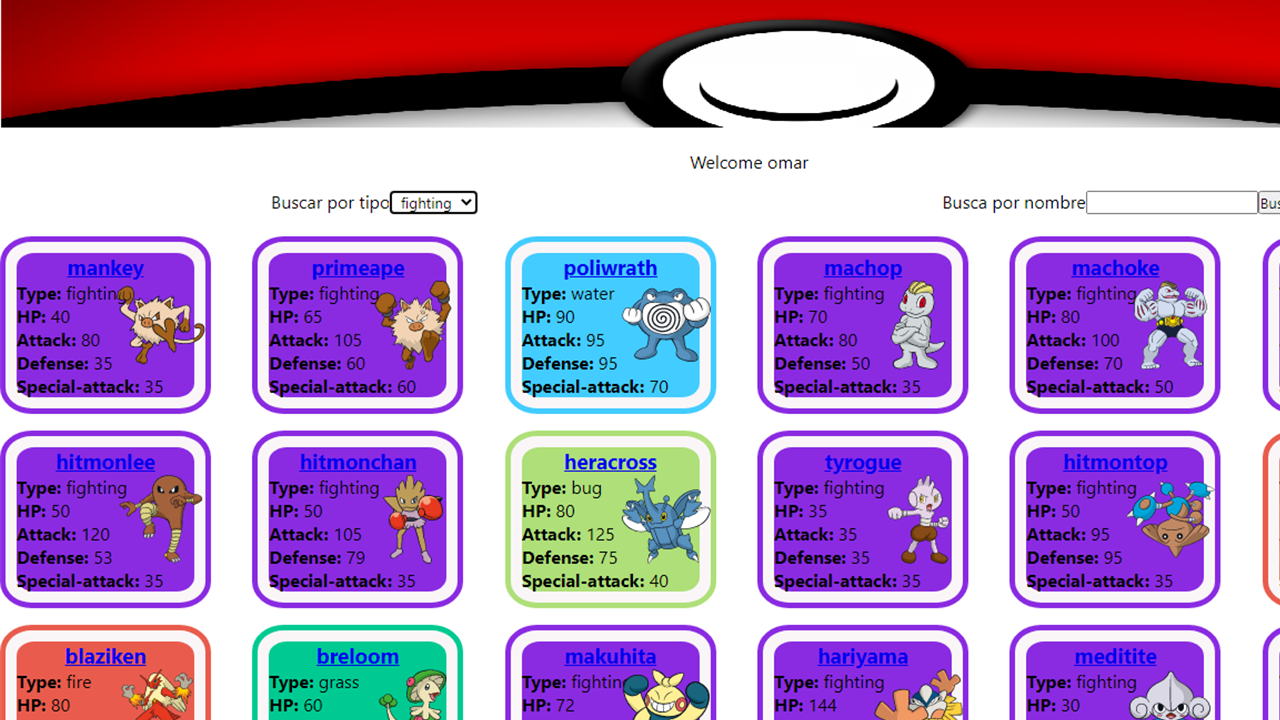 Welcome omar
Buscar por tipo fighting Busca por nombre
mankey
Type: fighting
HP: 40
Attack: 80
Defense: 35
Special-attack: 35
primeape
Type: fighting
HP: 65
Attack: 105
Defense: 60
Special-attack: 60
poliwrath
Type: water
HP: 90
Attack: 95
Defense: 95
Special-attack: 70
machop
Type: fighting
HP: 70
Attack: 80
Defense: 50
Special-attack: 35
machoke
Type: fighting
HP: 80
Attack: 100
Defense: 70
Special-attack: 50
hitmonlee
Type: fighting
HP: 50
Attack: 120
Defense: 53
Special-attack: 35
hitmonchan
Type: fighting
HP: 50
Attack: 105
Defense: 79
Special-attack: 35
heracross
Type: bug
HP: 80
Attack: 125
Defense: 75
Special-attack: 40
tyrogue
Type: fighting
HP: 35
Attack: 35
Defense: 35
Special-attack: 35
hitmontop
Type: fighting
HP: 50
Attack: 95
Defense: 95
Special-attack: 35
blaziken
Type: fire
HP: 80
breloom
Type: grass
HP: 60
makuhita
Type: fighting
HP: 72
hariyama
Type: fighting
HP: 144
meditite
Type: fighting
HP: 30